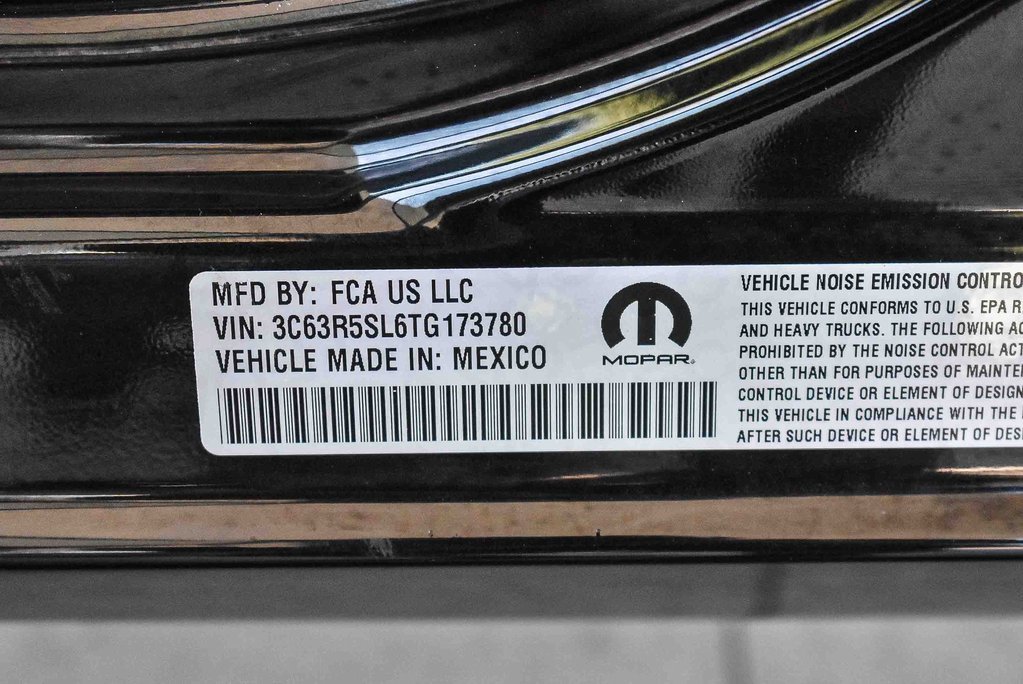 MFD BY: FCA US LLC
VIN: 3C63R5SL6TG173780
VEHICLE MADE IN: MEXICO
MOPAR®
VEHICLE NOISE EMISSION CONTRO
THIS VEHICLE CONFORMS TO U.S. EPA R
AND HEAVY TRUCKS. THE FOLLOWING AC
PROHIBITED BY THE NOISE CONTROL ACT
OTHER THAN FOR PURPOSES OF MAINTE
CONTROL DEVICE OR ELEMENT OF DESIGN
THIS VEHICLE IN COMPLIANCE WITH THE
AFTER SUCH DEVICE OR ELEMENT OF DES